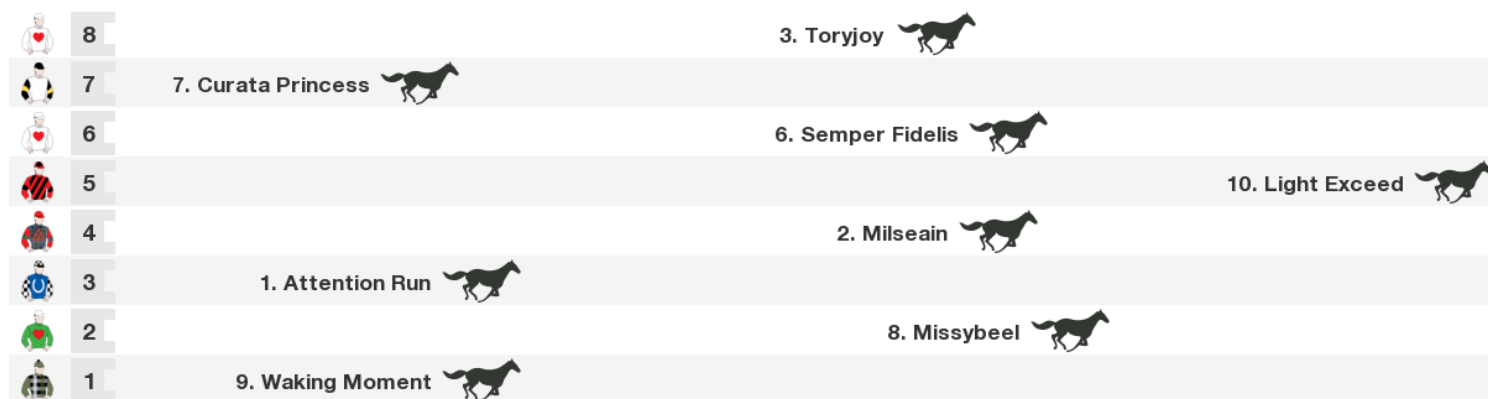 8 3. Toryjoy
7 7. Curata Princess
6 6. Semper Fidelis
5 10. Light Exceed
4 2. Milseain
3 1. Attention Run
2 8. Missybeel
1 9. Waking Moment